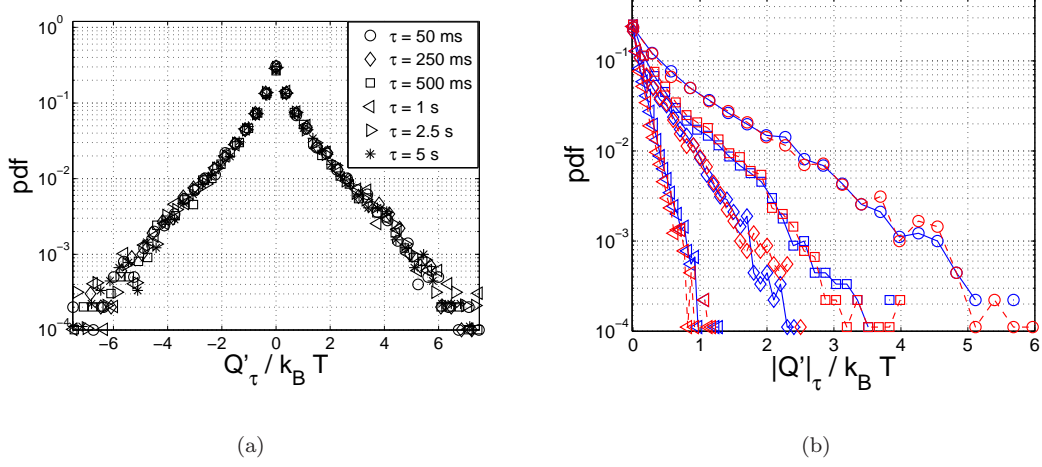 10^0
10^-1
10^-2
10^-3
10^-4
pdf
−6 −4 −2 0 2 4 6
Q'_τ / k_B T
τ = 50 ms
τ = 250 ms
τ = 500 ms
τ = 1 s
τ = 2.5 s
τ = 5 s
(a)
10^-1
10^-2
10^-3
10^-4
pdf
0 1 2 3 4 5 6
|Q'|_τ / k_B T
(b)